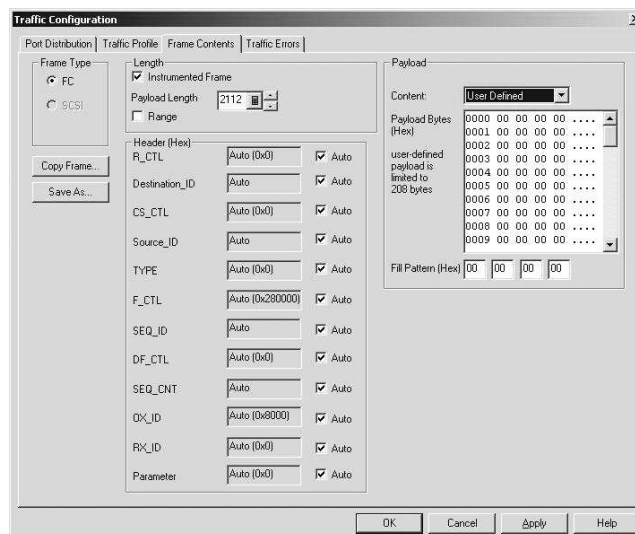 Traffic Configuration
Port Distribution Traffic Profile Frame Contents Traffic Errors
Frame Type
FC
SCSI
Copy Frame...
Save As...
Length
Instrumented Frame
Payload Length 2112
Range
Header (Hex)
R_CTL Auto (0x0) Auto
Destination_ID Auto Auto
CS_CTL Auto (0x0) Auto
Source_ID Auto Auto
TYPE Auto (0x0) Auto
F_CTL Auto (0x280000) Auto
SEQ_ID Auto Auto
DF_CTL Auto (0x0) Auto
SEQ_CNT Auto Auto
OX_ID Auto (0x8000) Auto
RX_ID Auto (0x0) Auto
Parameter Auto (0x0) Auto
Payload
Content: User Defined
Payload Bytes
(Hex)
user-defined
payload is
limited to
208 bytes
0000 00 00 00 00 ....
0001 00 00 00 00 ....
0002 00 00 00 00 ....
0003 00 00 00 00 ....
0004 00 00 00 00 ....
0005 00 00 00 00 ....
0006 00 00 00 00 ....
0007 00 00 00 00 ....
0008 00 00 00 00 ....
0009 00 00 00 00 ....
Fill Pattern (Hex) 00 00 00 00
OK Cancel Apply Help